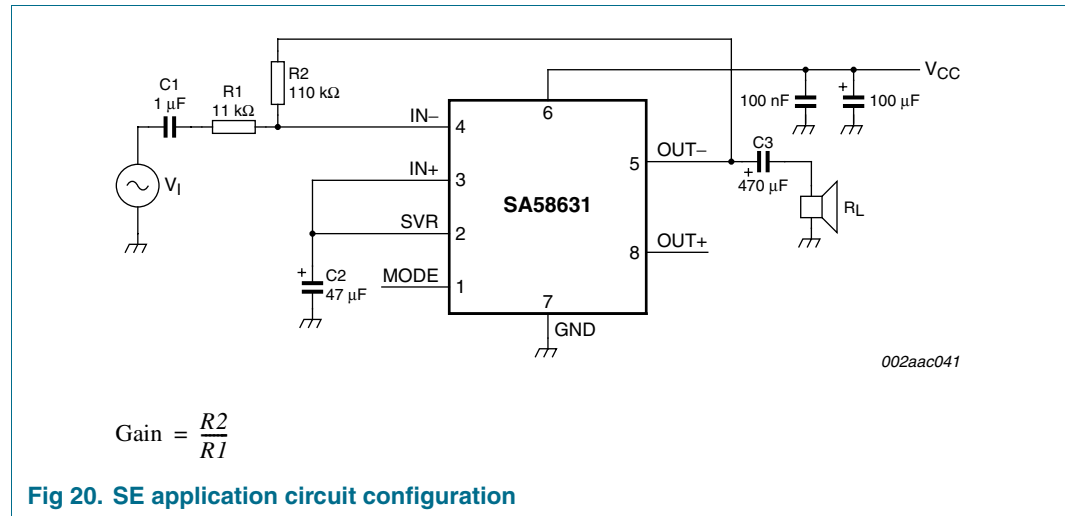 C1
1 μF
R1
11 kΩ
R2
110 kΩ
VI
IN−
4
IN+
3
SVR
2
C2
+
47 μF
MODE
1
SA58631
6
7
GND
5
OUT−
8
OUT+
VCC
100 nF
+
100 μF
C3
+
470 μF
RL
002aac041
Gain = R2
R1
Fig 20. SE application circuit configuration